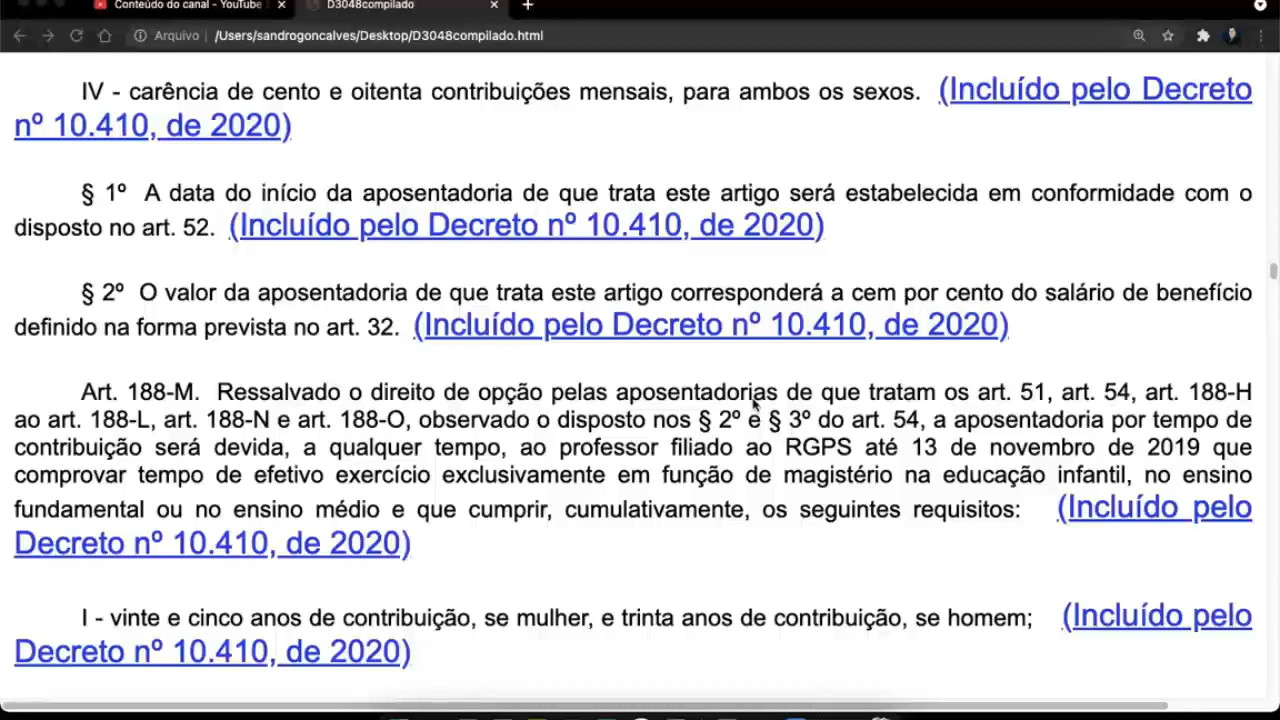 Conteúdo do canal - YouTube
D3048compilado
Arquivo
/Users/sandrogoncalves/Desktop/D3048compilado.html
IV - carência de cento e oitenta contribuições mensais, para ambos os sexos. (Incluído pelo Decreto
nº 10.410, de 2020)
§ 1º A data do início da aposentadoria de que trata este artigo será estabelecida em conformidade com o
disposto no art. 52. (Incluído pelo Decreto nº 10.410, de 2020)
§ 2º O valor da aposentadoria de que trata este artigo corresponderá a cem por cento do salário de benefício
definido na forma prevista no art. 32. (Incluído pelo Decreto nº 10.410, de 2020)
Art. 188-M. Ressalvado o direito de opção pelas aposentadorias de que tratam os art. 51, art. 54, art. 188-H
ao art. 188-L, art. 188-N e art. 188-O, observado o disposto nos § 2º e § 3º do art. 54, a aposentadoria por tempo de
contribuição será devida, a qualquer tempo, ao professor filiado ao RGPS até 13 de novembro de 2019 que
comprovar tempo de efetivo exercício exclusivamente em função de magistério na educação infantil, no ensino
fundamental ou no ensino médio e que cumprir, cumulativamente, os seguintes requisitos: (Incluído pelo
Decreto nº 10.410, de 2020)
I - vinte e cinco anos de contribuição, se mulher, e trinta anos de contribuição, se homem; (Incluído pelo
Decreto nº 10.410, de 2020)